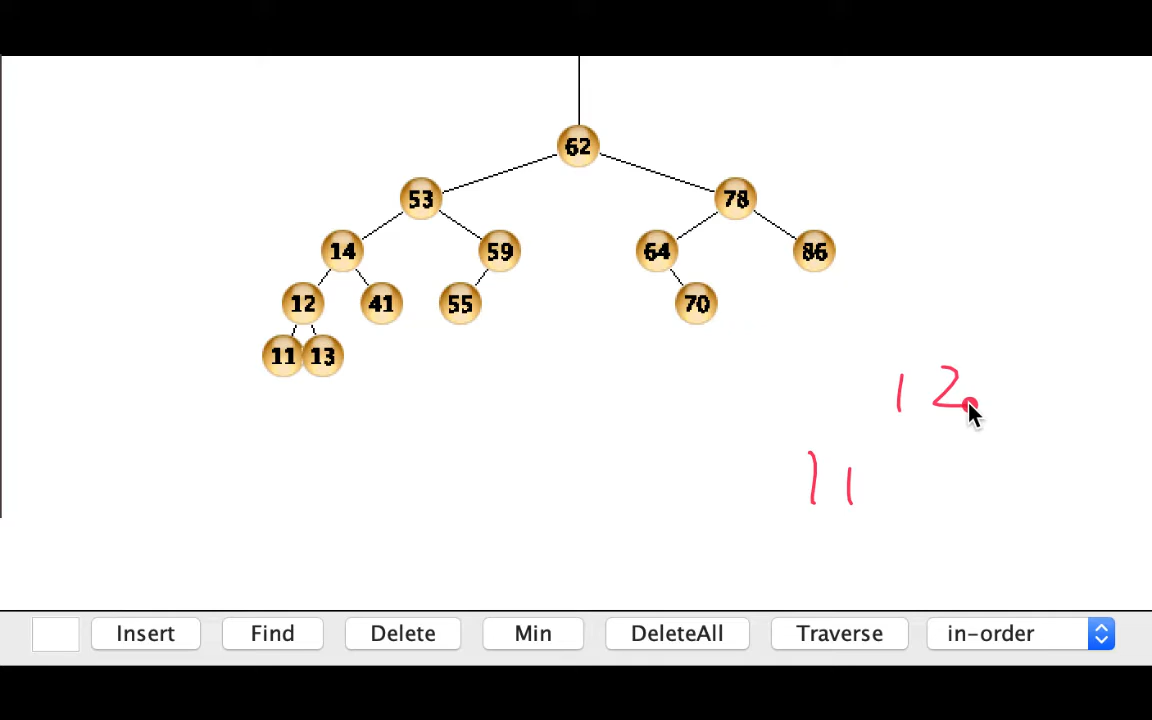 62
53 78
14 59 64 86
12 41 55 70
11 13
12
11
Insert Find Delete Min DeleteAll Traverse in-order